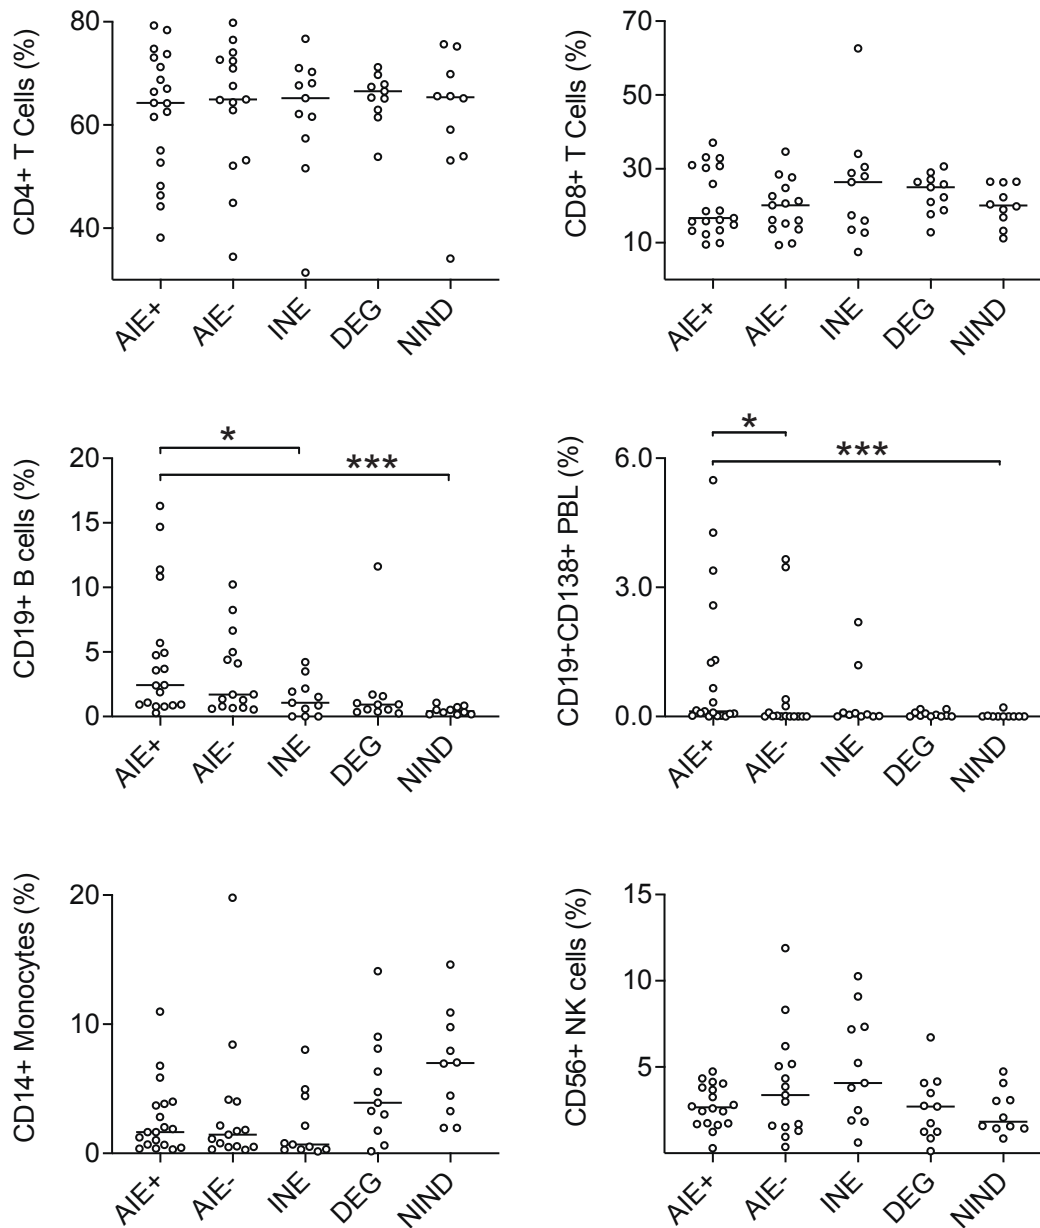 CD4+ T Cells (%)
80
60
40
AIE+
AIE-
INE
DEG
NIND
CD8+ T Cells (%)
70
50
30
10
AIE+
AIE-
INE
DEG
NIND
CD19+ B cells (%)
20
15
10
5
0
*
***
AIE+
AIE-
INE
DEG
NIND
CD19+CD138+ PBL (%)
6.0
3.0
0.0
*
***
AIE+
AIE-
INE
DEG
NIND
CD14+ Monocytes (%)
20
10
0
AIE+
AIE-
INE
DEG
NIND
CD56+ NK cells (%)
15
10
5
AIE+
AIE-
INE
DEG
NIND